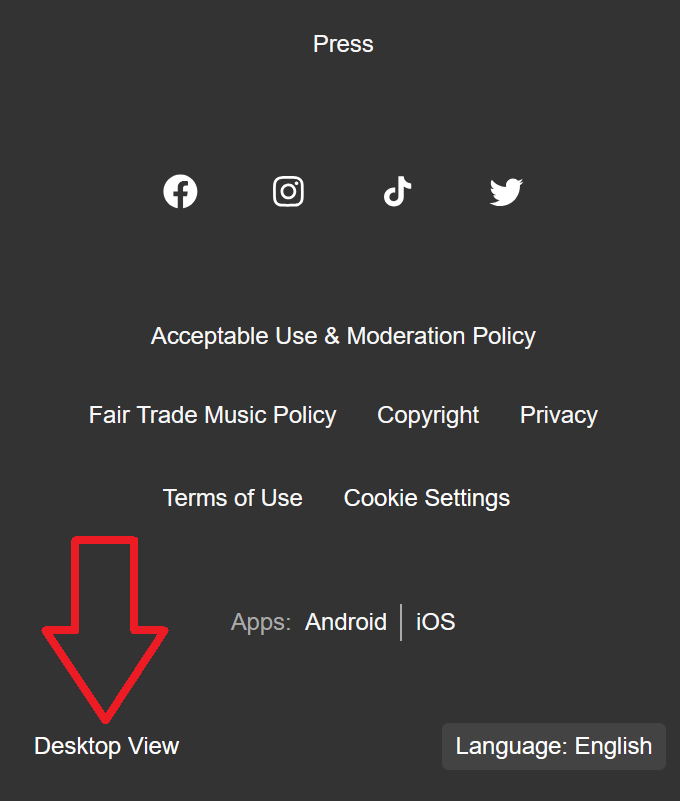 Press
Acceptable Use & Moderation Policy
Fair Trade Music Policy Copyright Privacy
Terms of Use Cookie Settings
Apps: Android iOS
Desktop View Language: English